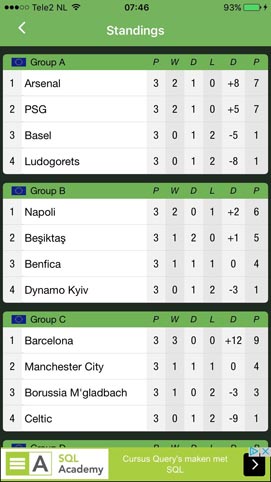 Tele2 NL 07:46 93%
Standings
Group A P W D L D P
1 Arsenal 3 2 1 0 +8 7
2 PSG 3 2 1 0 +5 7
3 Basel 3 0 1 2 -5 1
4 Ludogorets 3 0 1 2 -8 1
Group B P W D L D P
1 Napoli 3 2 0 1 +2 6
2 Beşiktaş 3 1 2 0 +1 5
3 Benfica 3 1 1 1 0 4
4 Dynamo Kyiv 3 0 1 2 -3 1
Group C P W D L D P
1 Barcelona 3 3 0 0 +12 9
2 Manchester City 3 1 1 1 0 4
3 Borussia M'gladbach 3 1 0 2 -3 3
4 Celtic 3 0 1 2 -9 1
A SQL Academy
Cursus Query's maken met SQL